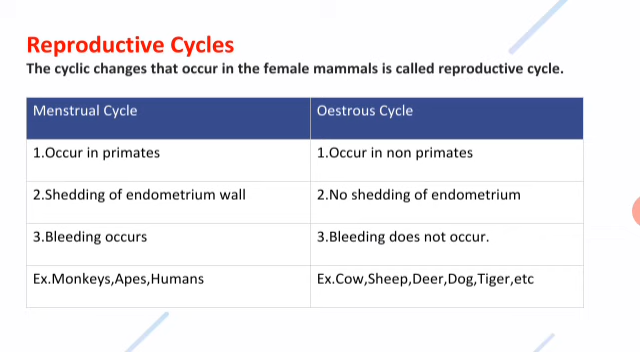 Reproductive Cycles
The cyclic changes that occur in the female mammals is called reproductive cycle.
Menstrual Cycle
Oestrous Cycle
1.Occur in primates
1.Occur in non primates
2.Shedding of endometrium wall
2.No shedding of endometrium
3.Bleeding occurs
3.Bleeding does not occur.
Ex.Monkeys,Apes,Humans
Ex.Cow,Sheep,Deer,Dog,Tiger,etc